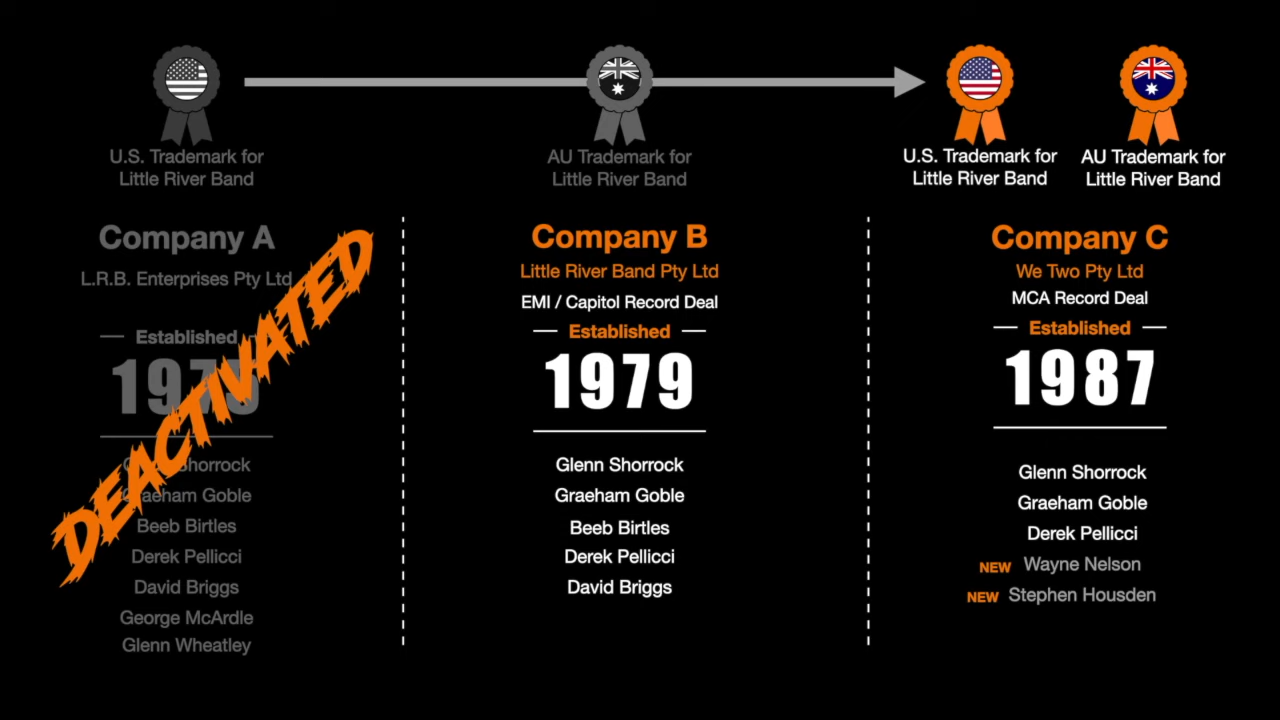 U.S. Trademark for
Little River Band
AU Trademark for
Little River Band
U.S. Trademark for
Little River Band
AU Trademark for
Little River Band
Company A
L.R.B. Enterprises Pty Ltd
Established
197
DEACTIVATED
Shorrock
Graeham Goble
Beeb Birtles
Derek Pellicci
David Briggs
George McArdle
Glenn Wheatley
Company B
Little River Band Pty Ltd
EMI / Capitol Record Deal
Established
1979
Glenn Shorrock
Graeham Goble
Beeb Birtles
Derek Pellicci
David Briggs
Company C
We Two Pty Ltd
MCA Record Deal
Established
1987
Glenn Shorrock
Graeham Goble
Derek Pellicci
NEW Wayne Nelson
NEW Stephen Housden